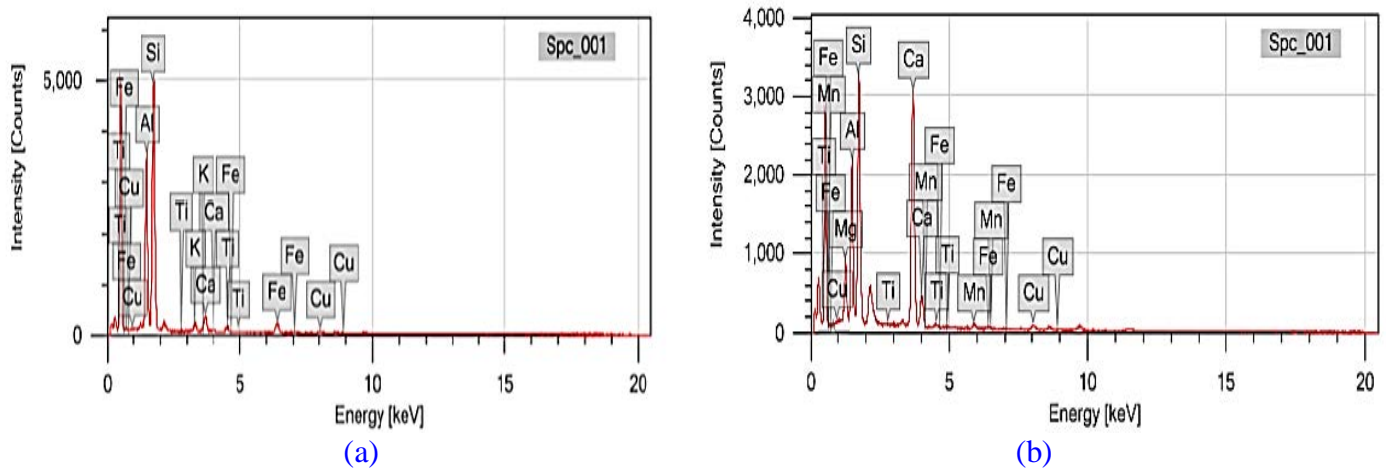 Spc_001
Si
5,000
Fe
Al
Ti
K
Fe
Cu
Ti
Ca
Ti
K
Ti
Fe
Fe
Cu
Ca
Fe
Cu
Ti
Cu
0
0
5
10
15
20
Intensity [Counts]
Energy [keV]
(a)
4,000
Spc_001
Fe
Si
Ca
3,000
Mn
Al
Fe
Ti
2,000
Fe
Mn
Fe
Mg
Ca
Mn
1,000
Ti
Fe
Cu
Cu
Ti
Ti
Mn
Cu
0
0
5
10
15
20
Intensity [Counts]
Energy [keV]
(b)